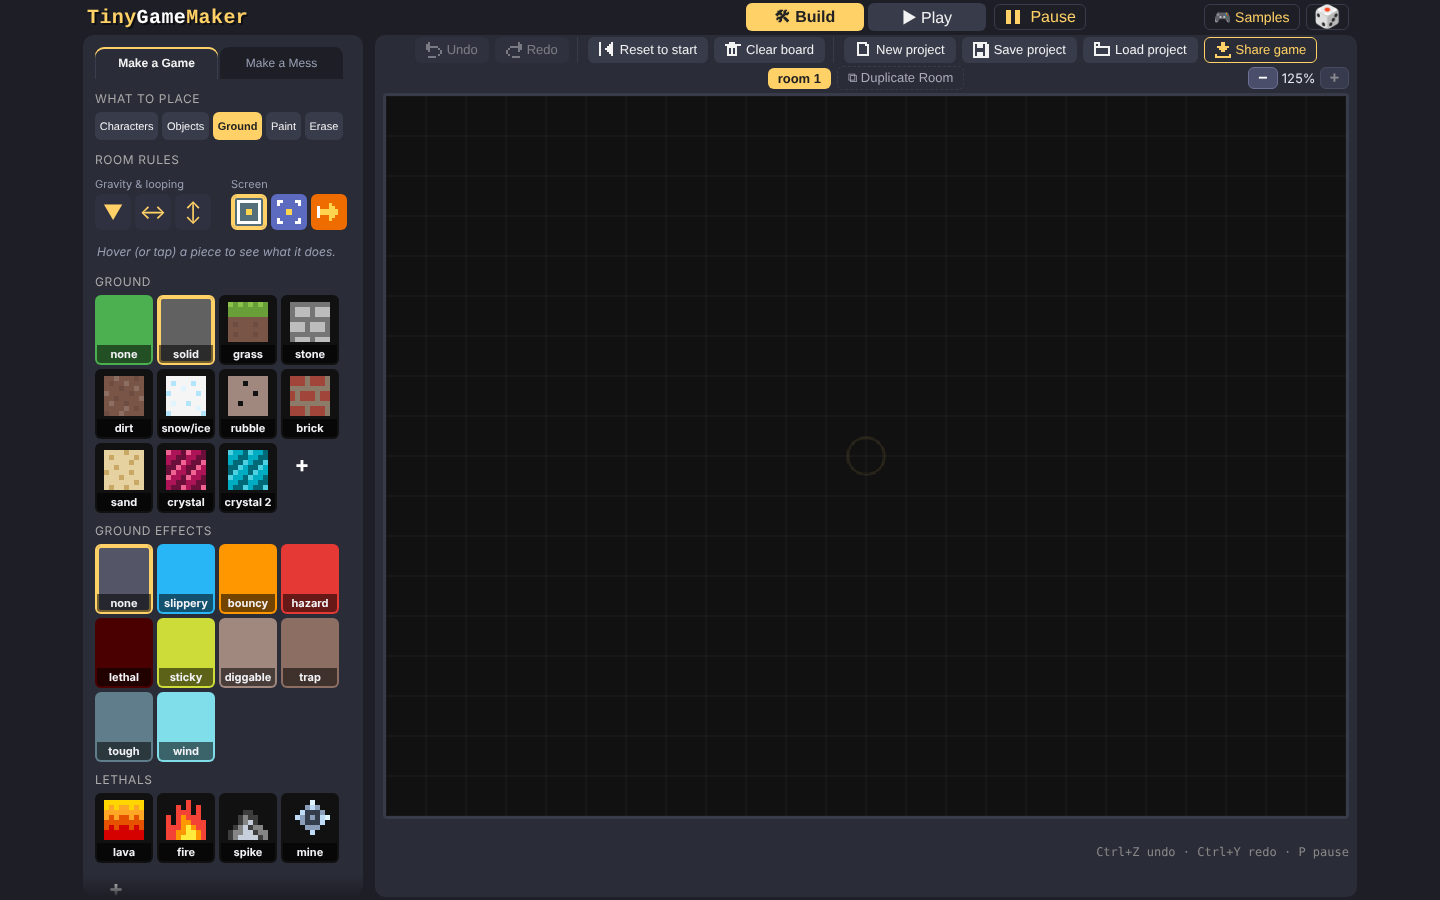 TinyGameMaker
🛠 Build
▶ Play
Pause
🎮 Samples
Make a Game
Make a Mess
Undo
Redo
Reset to start
Clear board
New project
Save project
Load project
Share game
room 1
⧉ Duplicate Room
− 125% +
WHAT TO PLACE
Characters
Objects
Ground
Paint
Erase
ROOM RULES
Gravity & looping
Screen
Hover (or tap) a piece to see what it does.
GROUND
none
solid
grass
stone
dirt
snow/ice
rubble
brick
sand
crystal
crystal 2
+
GROUND EFFECTS
none
slippery
bouncy
hazard
lethal
sticky
diggable
trap
tough
wind
LETHALS
lava
fire
spike
mine
+
Ctrl+Z undo · Ctrl+Y redo · P pause